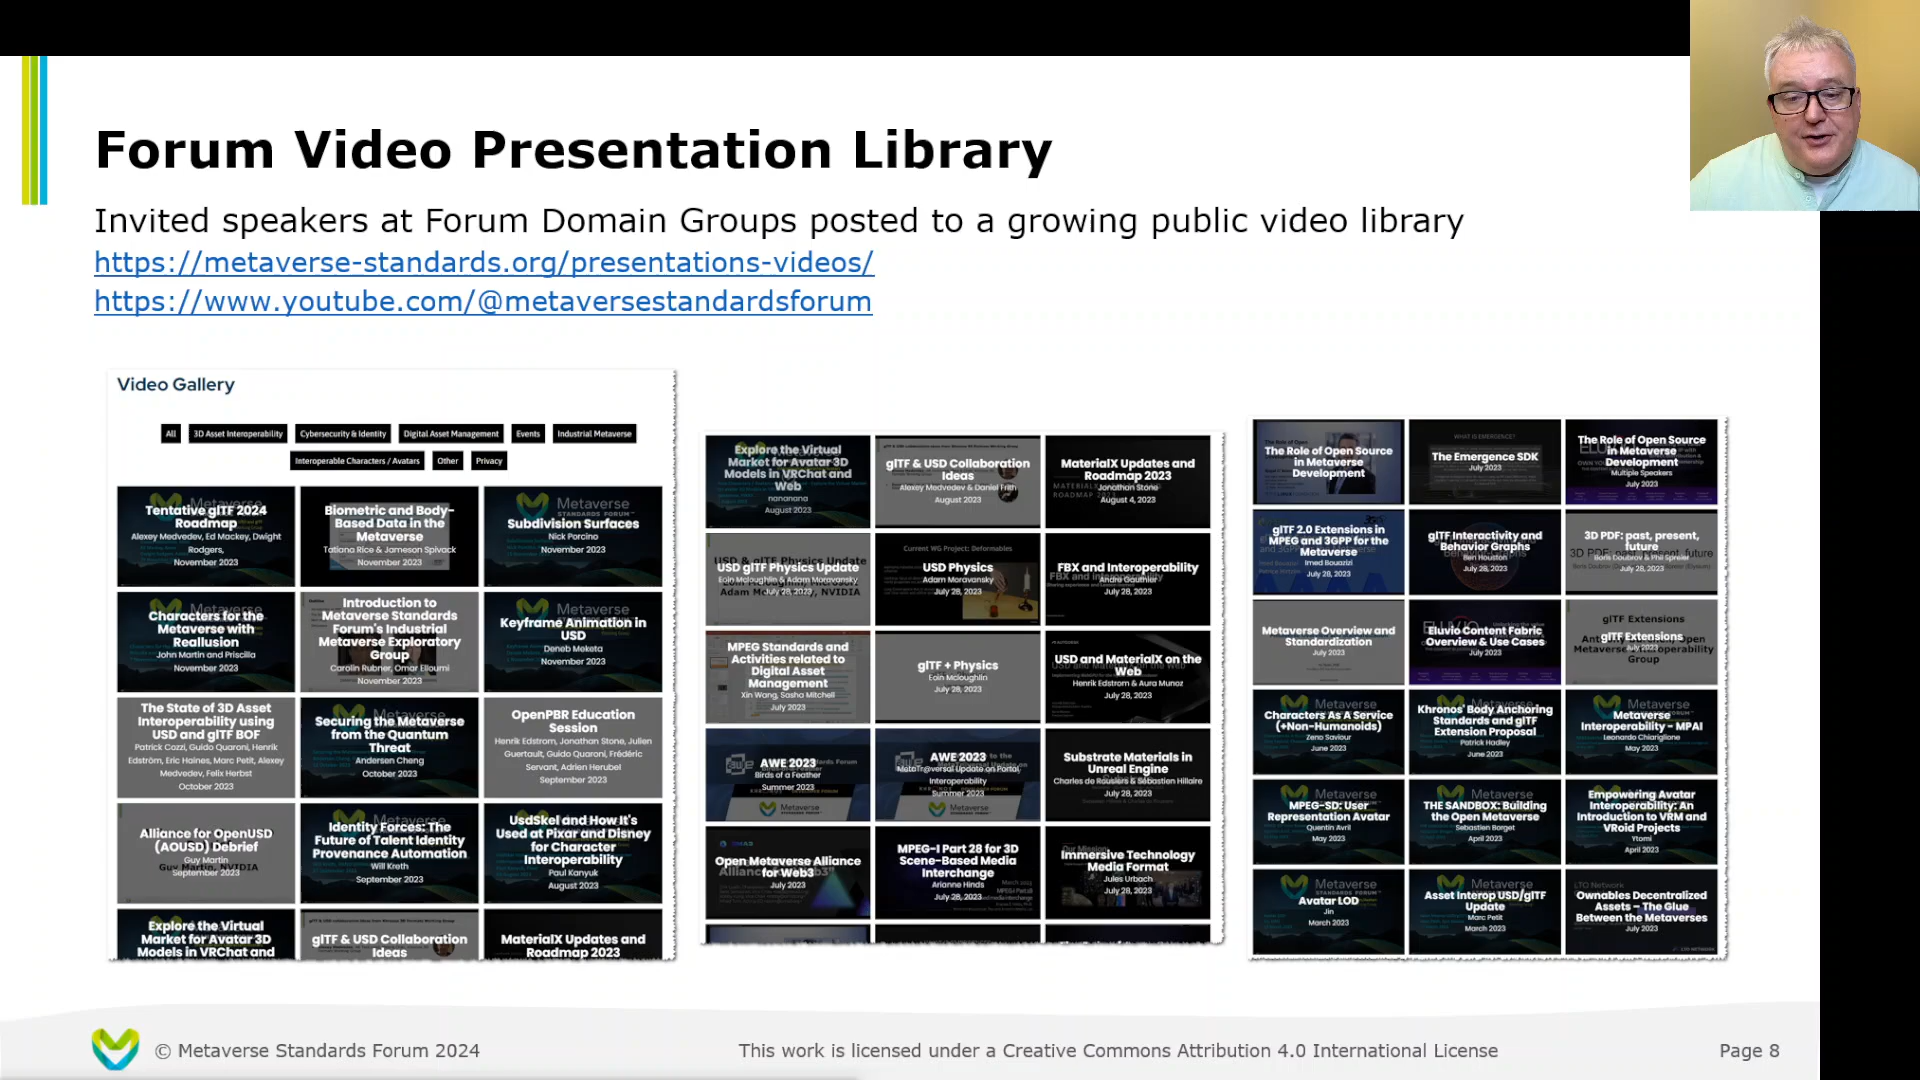 Forum Video Presentation Library
Invited speakers at Forum Domain Groups posted to a growing public video library
https://metaverse-standards.org/presentations-videos/
https://www.youtube.com/@metaversestandardsforum
Video Gallery
All 3D Asset Interoperability Cybersecurity & Identity Digital Asset Management Events Industrial Metaverse
Interoperable Characters / Avatars Other Privacy
Tentative glTF 2024
Roadmap
Alexey Medvedev, Ed Mackey, Dwight
Rodgers,
November 2023
Biometric and Body-
Based Data in the
Metaverse
Tatiana Rice & Jameson Spivack
November 2023
Subdivision Surfaces
Nick Porcino
November 2023
Characters for the
Metaverse with
Reallusion
John Martin and Priscilla
November 2023
Introduction to
Metaverse Standards
Forum's Industrial
Metaverse Exploratory
Group
Carolin Rubner, Omar Elloumi
November 2023
Keyframe Animation in
USD
Deneb Meketa
November 2023
The State of 3D Asset
Interoperability using
USD and glTF BOF
Patrick Cozzi, Guido Quaroni, Henrik
Edström, Eric Haines, Marc Petit, Alexey
Medvedev, Felix Herbst
October 2023
Securing the Metaverse
from the Quantum
Threat
Andersen Cheng
October 2023
OpenPBR Education
Session
Henrik Edstrom, Jonathan Stone, Julien
Guertault, Guido Quaroni, Frédéric
Servant, Adrien Herubel
September 2023
Alliance for OpenUSD
(AOUSD) Debrief
Guy Martin
September 2023
Identity Forces: The
Future of Talent Identity
Provenance Automation
Will Kreth
September 2023
UsdSkel and How It's
Used at Pixar and Disney
for Character
Interoperability
Paul Kanyuk
August 2023
Explore the Virtual
Market for Avatar 3D
Models in VRChat and
glTF & USD Collaboration
Ideas
MaterialX Updates and
Roadmap 2023
Explore the Virtual
Market for Avatar 3D
Models in VRChat and
Web
nananana
August 2023
glTF & USD Collaboration
Ideas
Alexey Medvedev & Daniel Frith
August 2023
MaterialX Updates and
Roadmap 2023
Jonathan Stone
August 4, 2023
USD glTF Physics Update
Eoin Mcloughlin & Adam Moravansky
July 28, 2023
Current WG Project: Deformables
USD Physics
Adam Moravansky
July 28, 2023
FBX and Interoperability
Andre Gauthier
July 28, 2023
MPEG Standards and
Activities related to
Digital Asset
Management
Xin Wang, Sasha Mitchell
July 2023
glTF + Physics
Eoin Mcloughlin
July 28, 2023
USD and MaterialX on the
Web
Henrik Edstrom & Aura Munoz
July 28, 2023
AWE 2023
Birds of a Feather
Summer 2023
AWE 2023
MetaTr@versal Update on Portal
Interoperability
Summer 2023
Substrate Materials in
Unreal Engine
Charles de Rousiers & Sebastien Hillaire
July 28, 2023
Open Metaverse Alliance
for Web3
July 2023
MPEG-I Part 28 for 3D
Scene-Based Media
Interchange
Arianne Hinds
July 28, 2023
Immersive Technology
Media Format
Jules Urbach
July 28, 2023
The Role of Open Source
in Metaverse
Development
WHAT IS EMERGENCE?
The Emergence SDK
July 2023
The Role of Open Source
in Metaverse
Development
Multiple Speakers
July 2023
glTF 2.0 Extensions in
MPEG and 3GPP for the
Metaverse
Imed Bouazizi
July 28, 2023
glTF Interactivity and
Behavior Graphs
Ben Houston
July 28, 2023
3D PDF: past, present,
future
Boris Doubrov & Phil Spreier
July 28, 2023
Metaverse Overview and
Standardization
July 2023
Eluvio Content Fabric
Overview & Use Cases
July 2023
glTF Extensions
glTF Extensions
July 2023
Characters As A Service
(+Non-Humanoids)
Zeno Saviour
June 2023
Khronos' Body Anchoring
Standards and glTF
Extension Proposal
Patrick Hadley
June 2023
Metaverse
Interoperability - MPAI
Leonardo Chiariglione
May 2023
MPEG-SD: User
Representation Avatar
Quentin Avril
May 2023
THE SANDBOX: Building
the Open Metaverse
Sebastien Borget
April 2023
Empowering Avatar
Interoperability: An
Introduction to VRM and
VRoid Projects
Ytomi
April 2023
Avatar LOD
Jin
March 2023
Asset Interop USD/glTF
Update
Marc Petit
March 2023
Ownables Decentralized
Assets – The Glue
Between the Metaverses
July 2023
© Metaverse Standards Forum 2024
This work is licensed under a Creative Commons Attribution 4.0 International License
Page 8